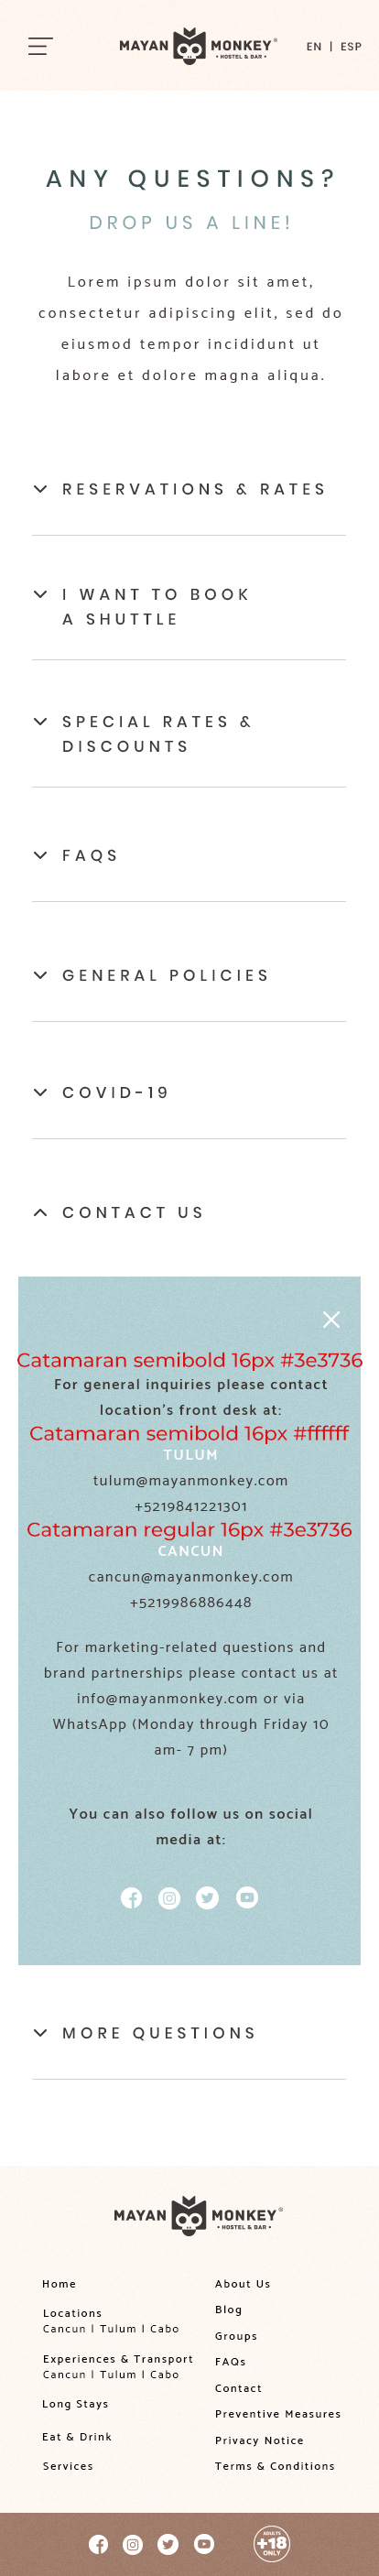 MAYAN MONKEY®
• HOSTEL & BAR •
EN | ESP
ANY QUESTIONS?
DROP US A LINE!
Lorem ipsum dolor sit amet,
consectetur adipiscing elit, sed do
eiusmod tempor incididunt ut
labore et dolore magna aliqua.
RESERVATIONS & RATES
I WANT TO BOOK
A SHUTTLE
SPECIAL RATES &
DISCOUNTS
FAQS
GENERAL POLICIES
COVID-19
CONTACT US
Catamaran semibold 16px #3e3736
For general inquiries please contact
location's front desk at:
Catamaran semibold 16px #ffffff
TULUM
tulum@mayanmonkey.com
+5219841221301
Catamaran regular 16px #3e3736
CANCUN
cancun@mayanmonkey.com
+5219986886448
For marketing-related questions and
brand partnerships please contact us at
info@mayanmonkey.com or via
WhatsApp (Monday through Friday 10
am- 7 pm)
You can also follow us on social
media at:
MORE QUESTIONS
MAYAN MONKEY®
• HOSTEL & BAR •
Home
Locations
Cancun | Tulum | Cabo
Experiences & Transport
Cancun | Tulum | Cabo
Long Stays
Eat & Drink
Services
About Us
Blog
Groups
FAQs
Contact
Preventive Measures
Privacy Notice
Terms & Conditions
ADULTS
+18
ONLY